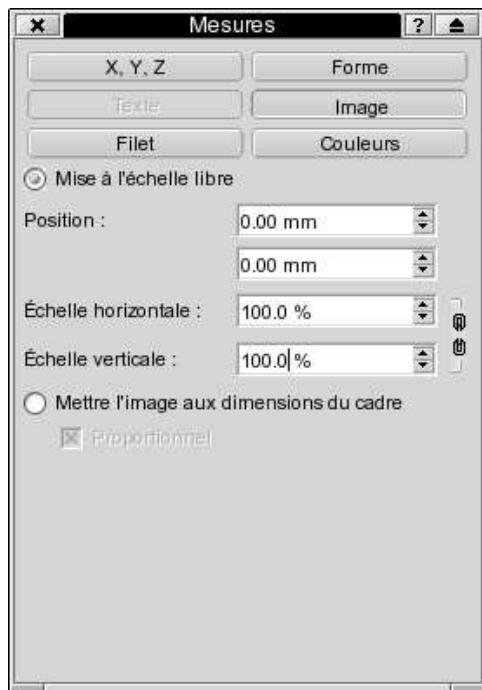 Mesures ?
X, Y, Z Forme
Texte Image
Filet Couleurs
Mise à l'échelle libre
Position : 0.00 mm
0.00 mm
Échelle horizontale : 100.0 %
Échelle verticale : 100.0 %
Mettre l'image aux dimensions du cadre
Proportionnel